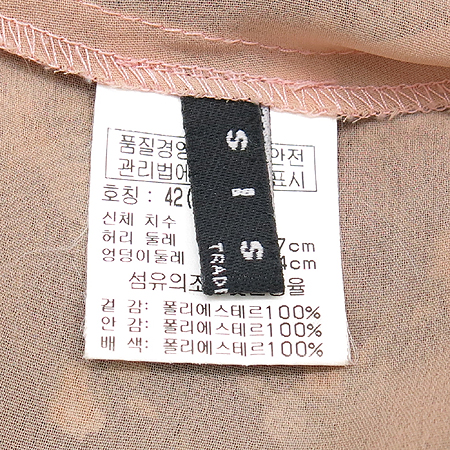 품질경영 안전
관리법에 표시
호칭 : 42(
신체 치수
허리 둘레 7cm
엉덩이둘레 4cm
섬유의조 율
겉 감: 폴리에스테르100%
안 감: 폴리에스테르100%
배 색: 폴리에스테르100%
S I S
TRAD